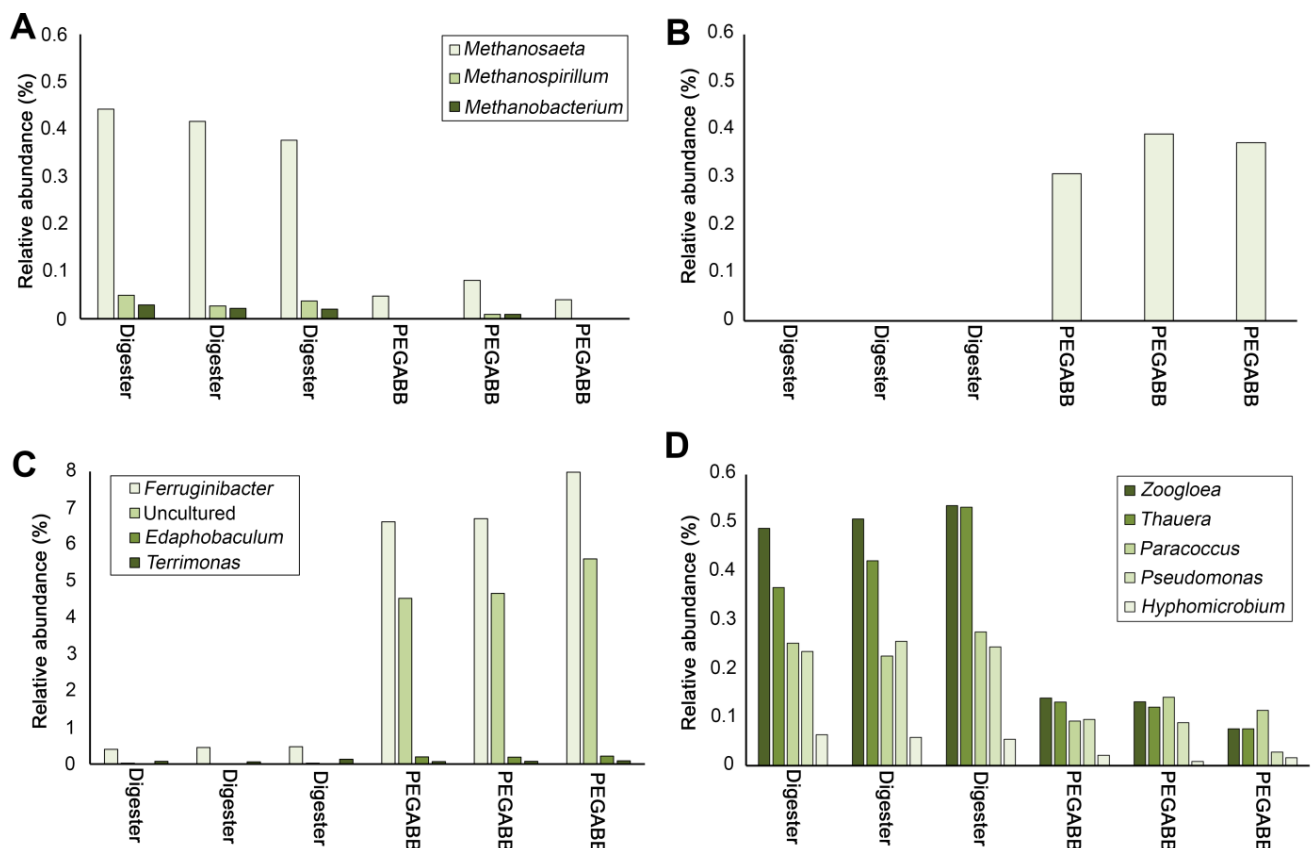 A
Relative abundance (%)
0.6
0.5
0.4
0.3
0.2
0.1
0
Methanosaeta
Methanospirillum
Methanobacterium
Digester
Digester
Digester
PEGABB
PEGABB
PEGABB
B
Relative abundance (%)
0.6
0.5
0.4
0.3
0.2
0.1
0
Digester
Digester
Digester
PEGABB
PEGABB
PEGABB
C
Relative abundance (%)
8
7
6
5
4
3
2
1
0
Ferruginibacter
Uncultured
Edaphobaculum
Terrimonas
Digester
Digester
Digester
PEGABB
PEGABB
PEGABB
D
Relative abundance (%)
0.6
0.5
0.4
0.3
0.2
0.1
0
Zoogloea
Thauera
Paracoccus
Pseudomonas
Hyphomicrobium
Digester
Digester
Digester
PEGABB
PEGABB
PEGABB